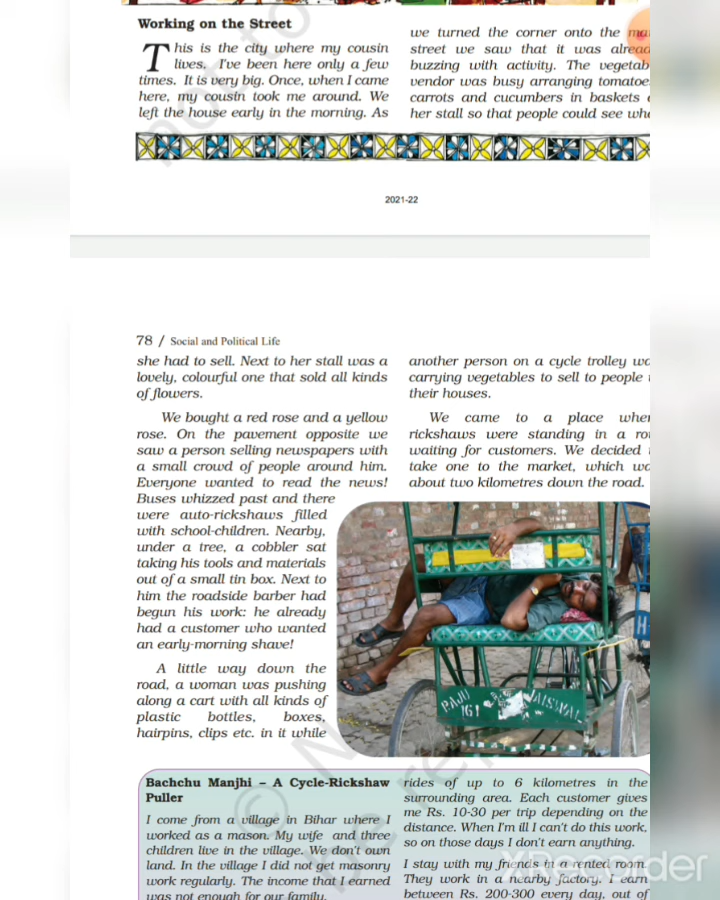 Working on the Street
This is the city where my cousin
lives. I've been here only a few
times. It is very big. Once, when I came
here, my cousin took me around. We
left the house early in the morning. As
we turned the corner onto the
street we saw that it was
buzzing with activity. The
vendor was busy arranging
carrots and cucumbers in baskets
her stall so that people could see
2021-22
78 / Social and Political Life
she had to sell. Next to her stall was a
lovely, colourful one that sold all kinds
of flowers.
We bought a red rose and a yellow
rose. On the pavement opposite we
saw a person selling newspapers with
a small crowd of people around him.
Everyone wanted to read the news!
Buses whizzed past and there
were auto-rickshaws filled
with school-children. Nearby,
under a tree, a cobbler sat
taking his tools and materials
out of a small tin box. Next to
him the roadside barber had
begun his work: he already
had a customer who wanted
an early-morning shave!
A little way down the
road, a woman was pushing
along a cart with all kinds of
plastic bottles, boxes,
hairpins, clips etc. in it while
another person on a cycle trolley
carrying vegetables to sell to people
their houses.
We came to a place
rickshaws were standing in a
waiting for customers. We decided
take one to the market, which
about two kilometres down the road.
RAJU JAISWAL
161
Bachchu Manjhi – A Cycle-Rickshaw
Puller
I come from a village in Bihar where I
worked as a mason. My wife and three
children live in the village. We don't own
land. In the village I did not get masonry
work regularly. The income that I earned
was not enough for our family.
rides of up to 6 kilometres in the
surrounding area. Each customer gives
me Rs. 10-30 per trip depending on the
distance. When I'm ill I can't do this work,
so on those days I don't earn anything.
I stay with my friends in a rented room.
They work in a nearby factory. I earn
between Rs. 200-300 every day, out of
XRecorder